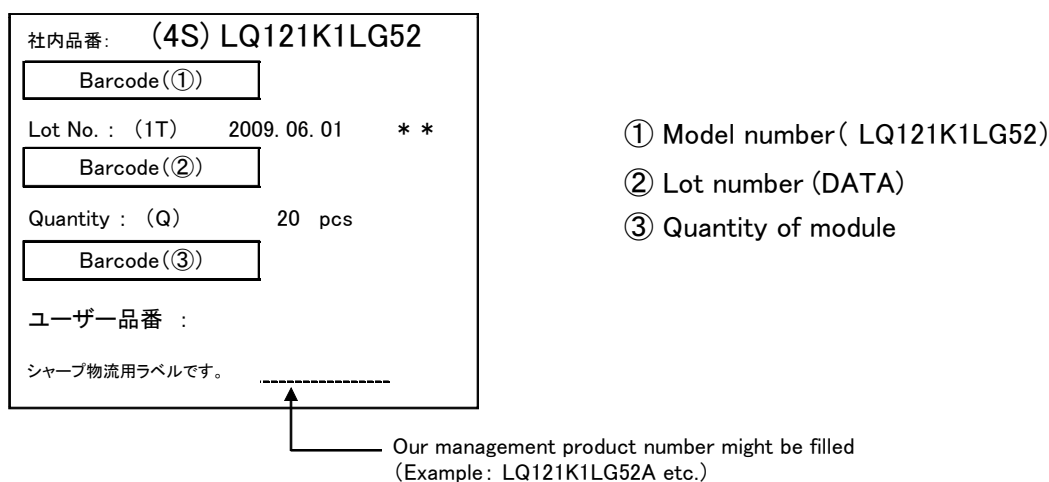 社内品番: (4S) LQ121K1LG52
Barcode(①)
Lot No. : (1T) 2009. 06. 01 * *
Barcode(②)
Quantity : (Q) 20 pcs
Barcode(③)
ユーザー品番 :
シャープ物流用ラベルです。
① Model number( LQ121K1LG52)
② Lot number (DATA)
③ Quantity of module
Our management product number might be filled
(Example: LQ121K1LG52A etc.)